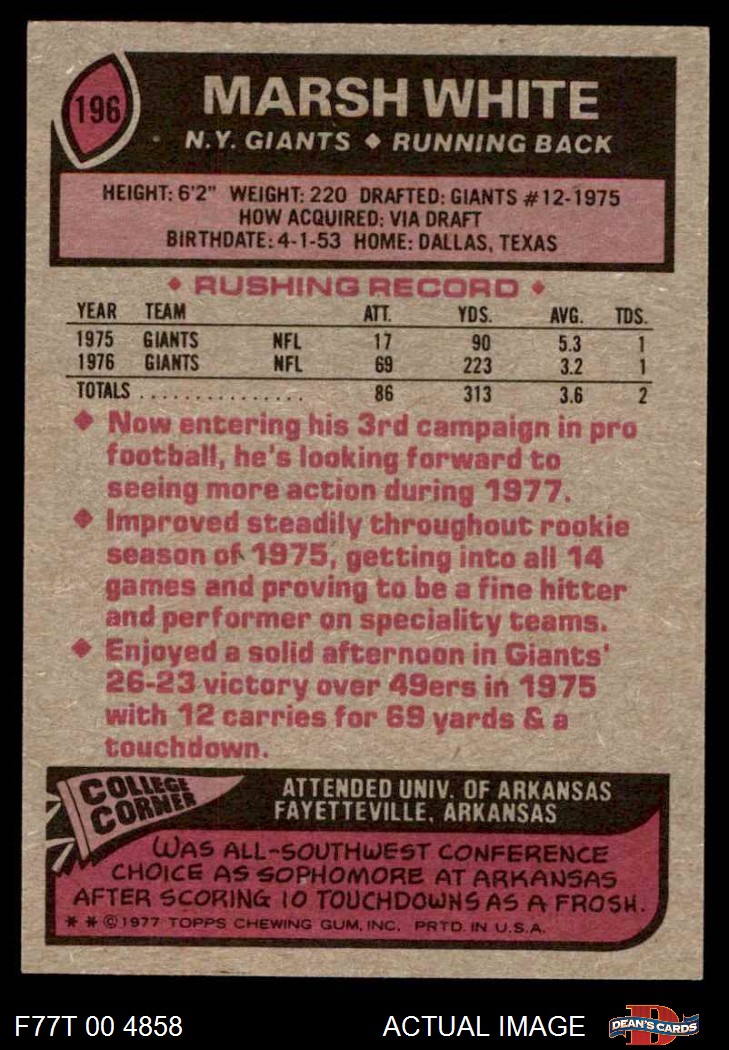 196
MARSH WHITE
N.Y. GIANTS ♦ RUNNING BACK
HEIGHT: 6'2" WEIGHT: 220 DRAFTED: GIANTS #12-1975
HOW ACQUIRED: VIA DRAFT
BIRTHDATE: 4-1-53 HOME: DALLAS, TEXAS
♦ RUSHING RECORD ♦
YEAR TEAM ATT. YDS. AVG. TDS.
1975 GIANTS NFL 17 90 5.3 1
1976 GIANTS NFL 69 223 3.2 1
TOTALS . . . . . . . . . . . . . . . 86 313 3.6 2
♦ Now entering his 3rd campaign in pro
football, he's looking forward to
seeing more action during 1977.
♦ Improved steadily throughout rookie
season of 1975, getting into all 14
games and proving to be a fine hitter
and performer on speciality teams.
♦ Enjoyed a solid afternoon in Giants'
26-23 victory over 49ers in 1975
with 12 carries for 69 yards & a
touchdown.
COLLEGE
CORNER
ATTENDED UNIV. OF ARKANSAS
FAYETTEVILLE, ARKANSAS
WAS ALL-SOUTHWEST CONFERENCE
CHOICE AS SOPHOMORE AT ARKANSAS
AFTER SCORING 10 TOUCHDOWNS AS A FROSH.
* * © 1977 TOPPS CHEWING GUM, INC. PRTD. IN U.S.A.
F77T 00 4858 ACTUAL IMAGE
D
DEAN'S CARDS